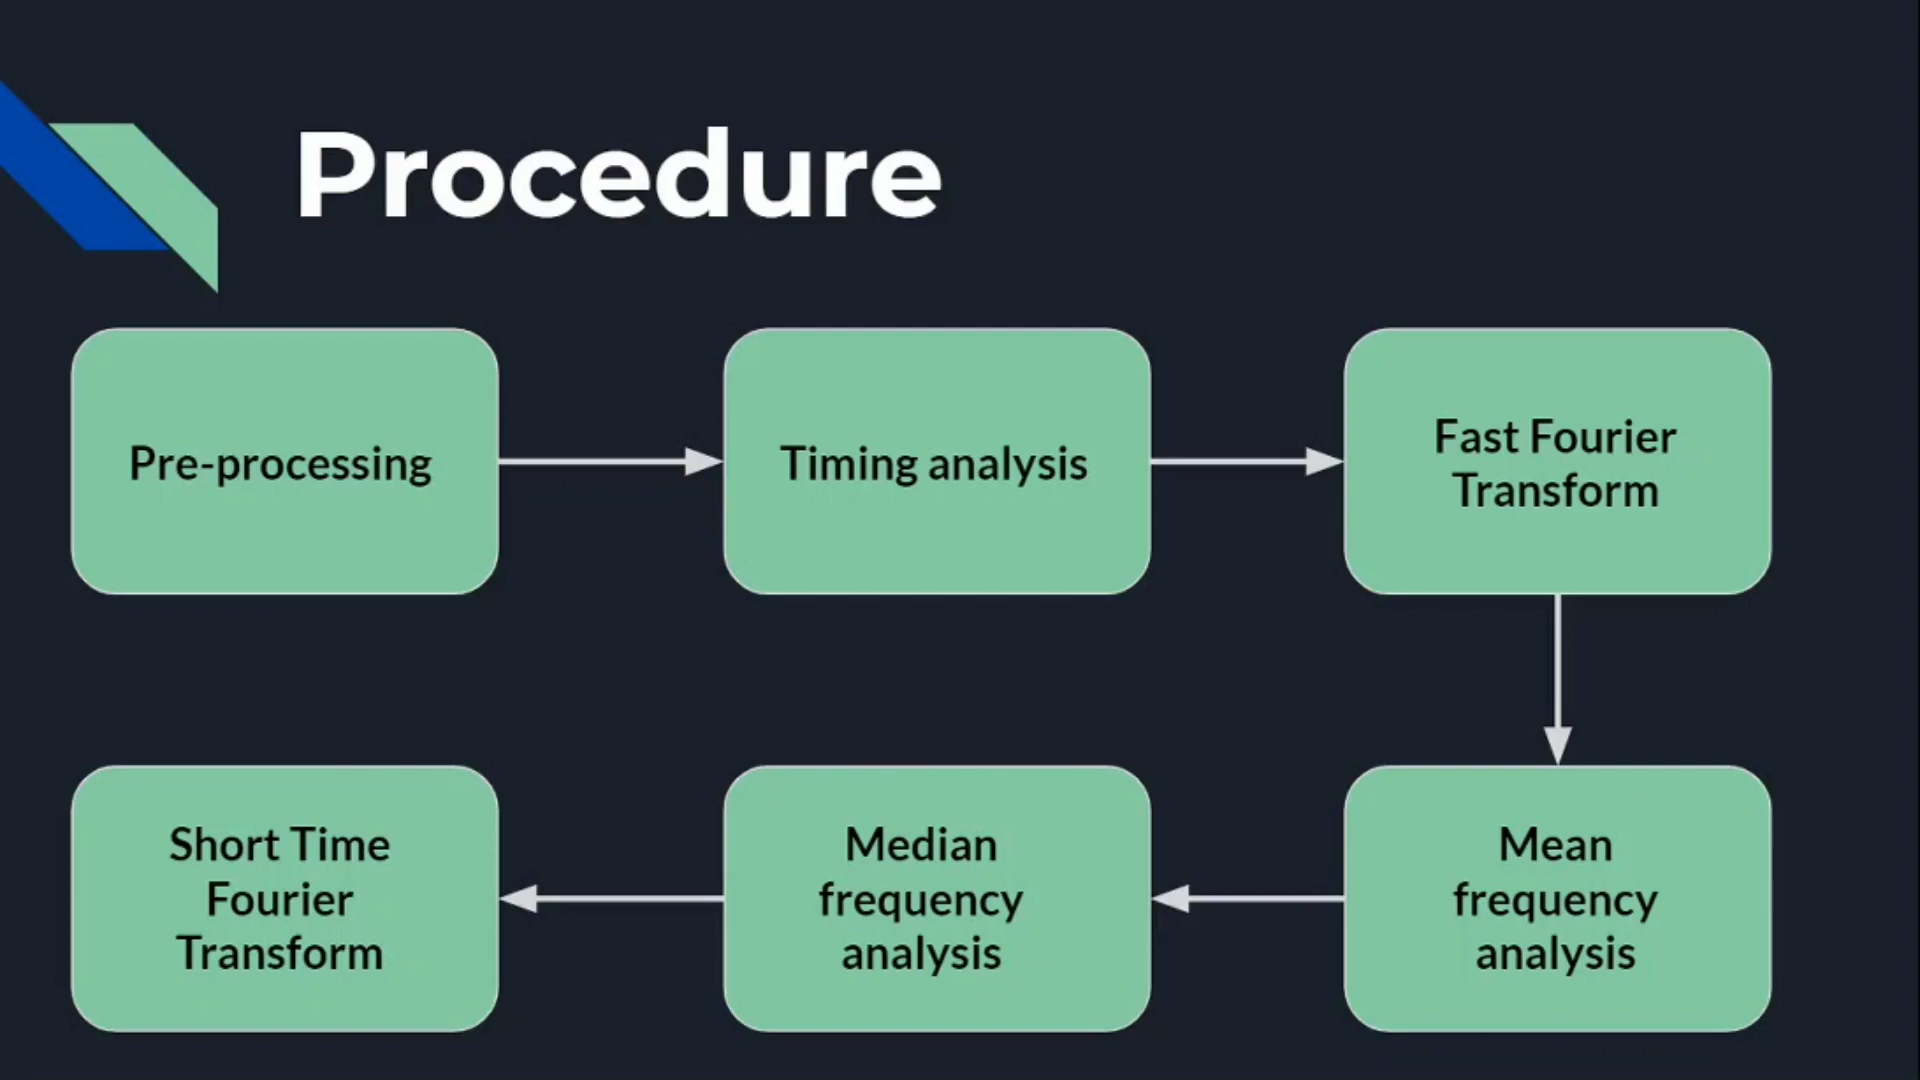 Procedure
Pre-processing
Timing analysis
Fast Fourier
Transform
Mean
frequency
analysis
Median
frequency
analysis
Short Time
Fourier
Transform